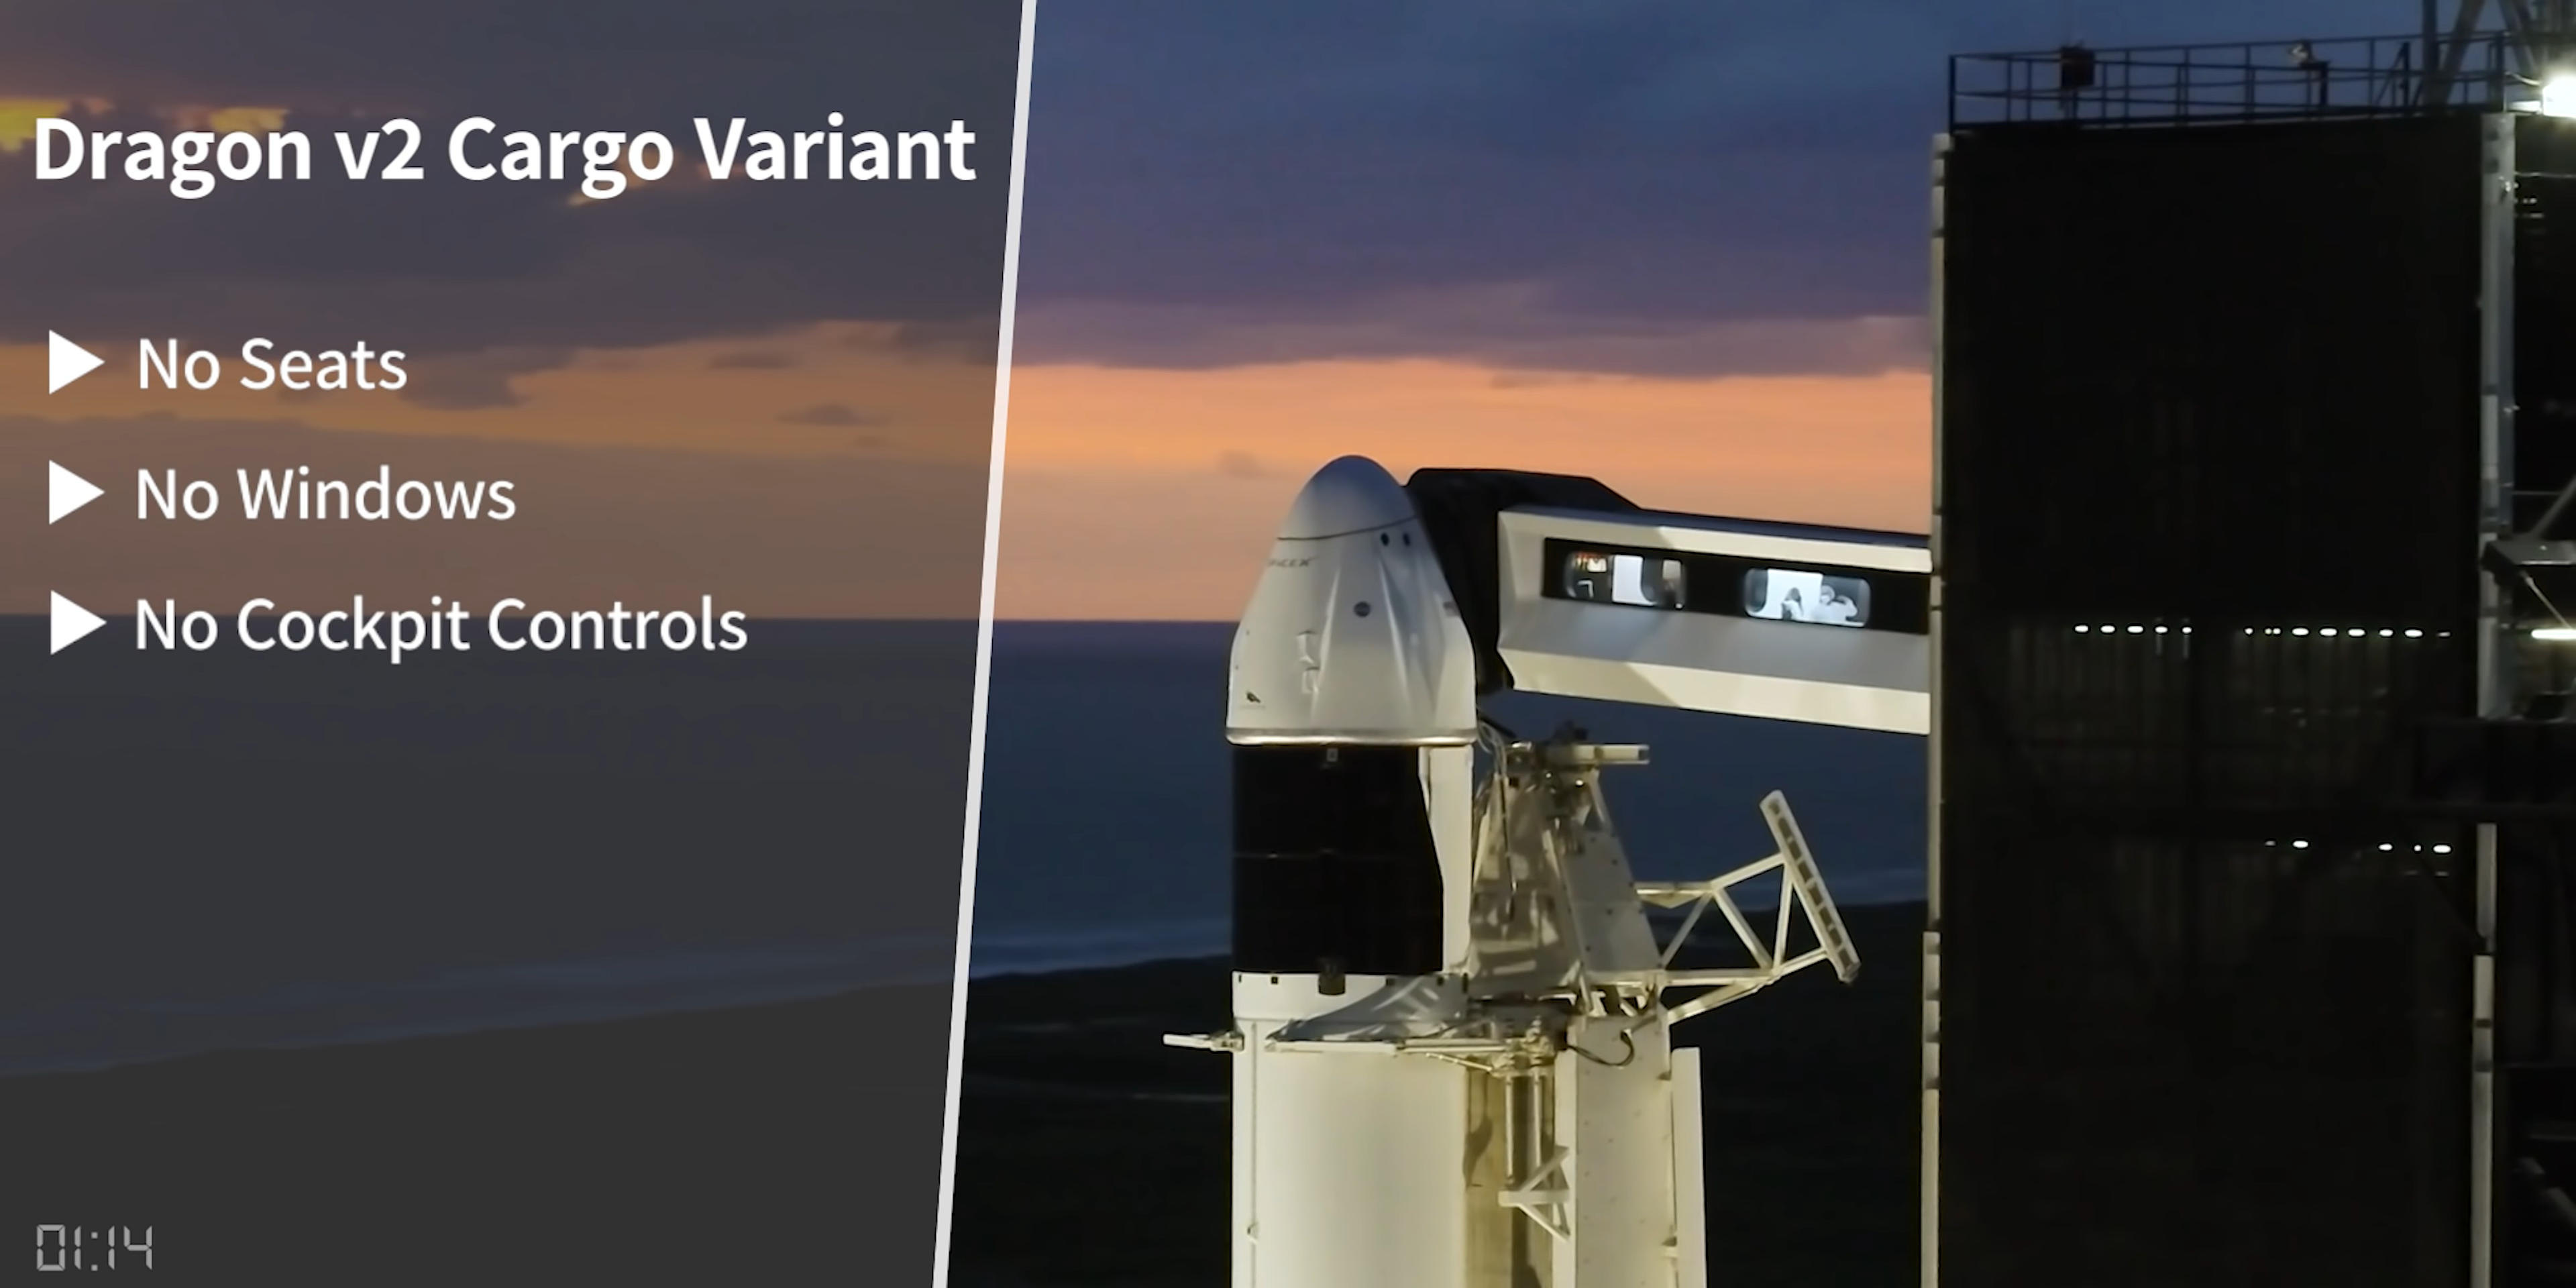 Dragon v2 Cargo Variant
No Seats
No Windows
No Cockpit Controls
01:14